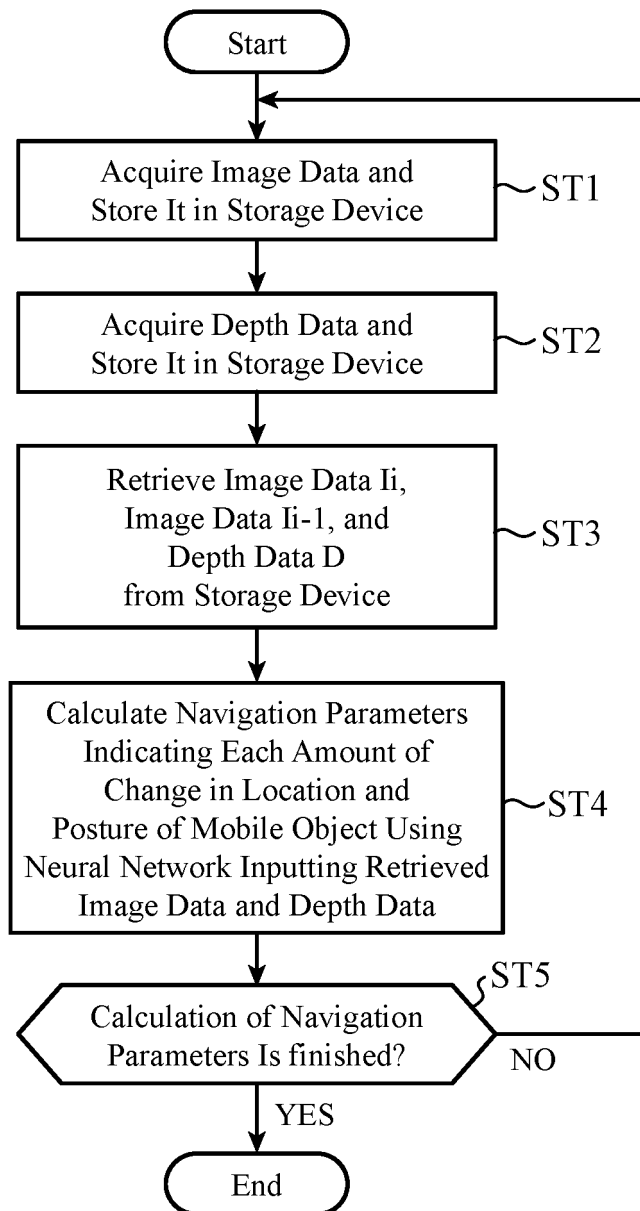 Start
Acquire Image Data and
Store It in Storage Device
ST1
Acquire Depth Data and
Store It in Storage Device
ST2
Retrieve Image Data Ii,
Image Data Ii-1, and
Depth Data D
from Storage Device
ST3
Calculate Navigation Parameters
Indicating Each Amount of
Change in Location and
Posture of Mobile Object Using
Neural Network Inputting Retrieved
Image Data and Depth Data
ST4
ST5
Calculation of Navigation
Parameters Is finished?
NO
YES
End